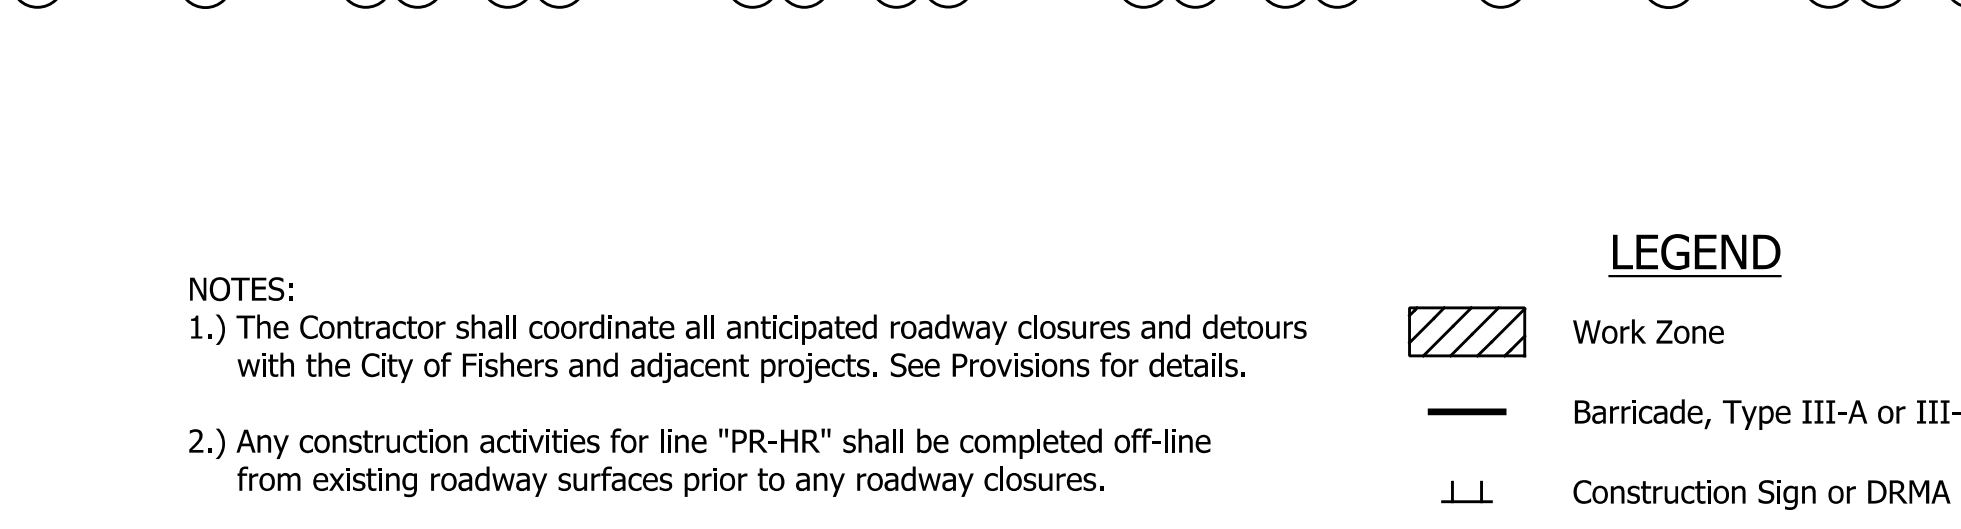 NOTES:
1.) The Contractor shall coordinate all anticipated roadway closures and detours
with the City of Fishers and adjacent projects. See Provisions for details.
2.) Any construction activities for line "PR-HR" shall be completed off-line
from existing roadway surfaces prior to any roadway closures.
LEGEND
Work Zone
Barricade, Type III-A or III-
Construction Sign or DRMA